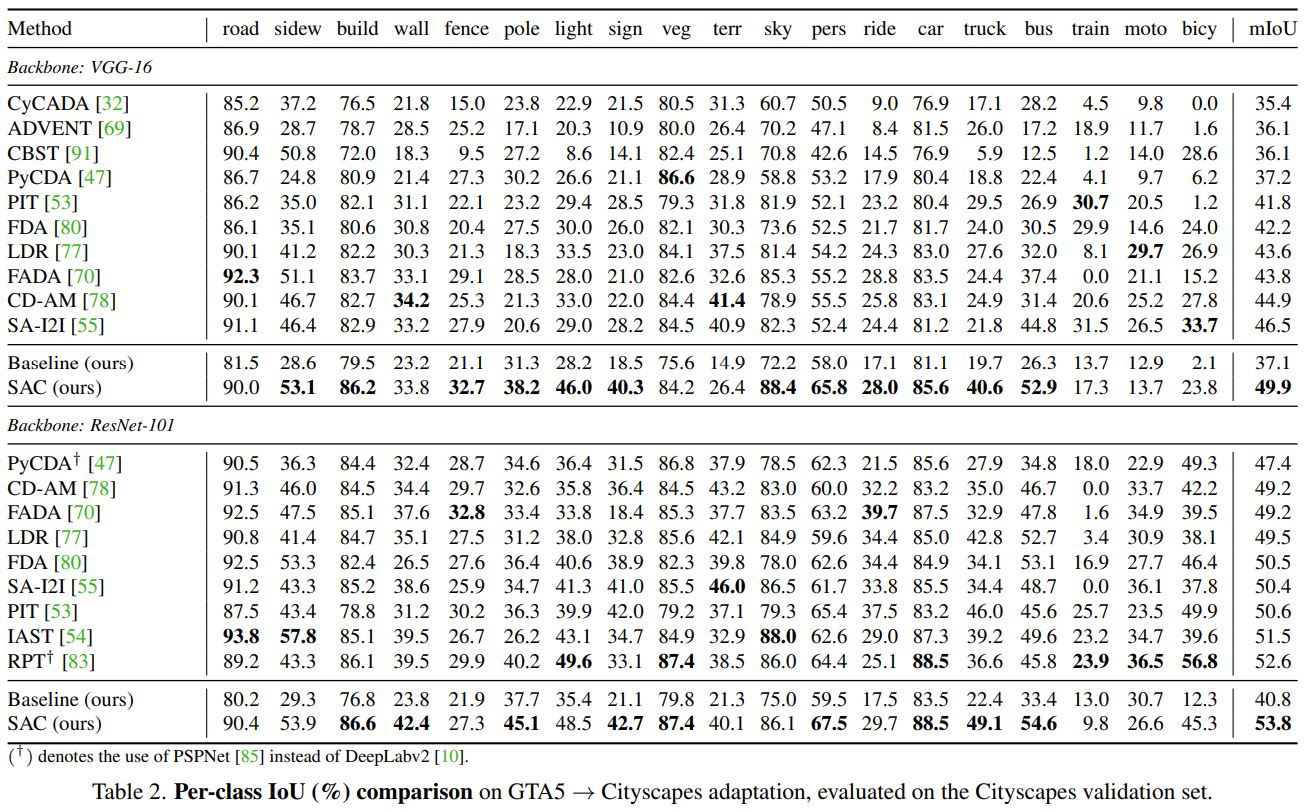 Method road sidew build wall fence pole light sign veg terr sky pers ride car truck bus train moto bicy mIoU
Backbone: VGG-16
CyCADA [32] 85.2 37.2 76.5 21.8 15.0 23.8 22.9 21.5 80.5 31.3 60.7 50.5 9.0 76.9 17.1 28.2 4.5 9.8 0.0 35.4
ADVENT [69] 86.9 28.7 78.7 28.5 25.2 17.1 20.3 10.9 80.0 26.4 70.2 47.1 8.4 81.5 26.0 17.2 18.9 11.7 1.6 36.1
CBST [91] 90.4 50.8 72.0 18.3 9.5 27.2 8.6 14.1 82.4 25.1 70.8 42.6 14.5 76.9 5.9 12.5 1.2 14.0 28.6 36.1
PyCDA [47] 86.7 24.8 80.9 21.4 27.3 30.2 26.6 21.1 86.6 28.9 58.8 53.2 17.9 80.4 18.8 22.4 4.1 9.7 6.2 37.2
PIT [53] 86.2 35.0 82.1 31.1 22.1 23.2 29.4 28.5 79.3 31.8 81.9 52.1 23.2 80.4 29.5 26.9 30.7 20.5 1.2 41.8
FDA [80] 86.1 35.1 80.6 30.8 20.4 27.5 30.0 26.0 82.1 30.3 73.6 52.5 21.7 81.7 24.0 30.5 29.9 14.6 24.0 42.2
LDR [77] 90.1 41.2 82.2 30.3 21.3 18.3 33.5 23.0 84.1 37.5 81.4 54.2 24.3 83.0 27.6 32.0 8.1 29.7 26.9 43.6
FADA [70] 92.3 51.1 83.7 33.1 29.1 28.5 28.0 21.0 82.6 32.6 85.3 55.2 28.8 83.5 24.4 37.4 0.0 21.1 15.2 43.8
CD-AM [78] 90.1 46.7 82.7 34.2 25.3 21.3 33.0 22.0 84.4 41.4 78.9 55.5 25.8 83.1 24.9 31.4 20.6 25.2 27.8 44.9
SA-I2I [55] 91.1 46.4 82.9 33.2 27.9 20.6 29.0 28.2 84.5 40.9 82.3 52.4 24.4 81.2 21.8 44.8 31.5 26.5 33.7 46.5
Baseline (ours) 81.5 28.6 79.5 23.2 21.1 31.3 28.2 18.5 75.6 14.9 72.2 58.0 17.1 81.1 19.7 26.3 13.7 12.9 2.1 37.1
SAC (ours) 90.0 53.1 86.2 33.8 32.7 38.2 46.0 40.3 84.2 26.4 88.4 65.8 28.0 85.6 40.6 52.9 17.3 13.7 23.8 49.9
Backbone: ResNet-101
PyCDA† [47] 90.5 36.3 84.4 32.4 28.7 34.6 36.4 31.5 86.8 37.9 78.5 62.3 21.5 85.6 27.9 34.8 18.0 22.9 49.3 47.4
CD-AM [78] 91.3 46.0 84.5 34.4 29.7 32.6 35.8 36.4 84.5 43.2 83.0 60.0 32.2 83.2 35.0 46.7 0.0 33.7 42.2 49.2
FADA [70] 92.5 47.5 85.1 37.6 32.8 33.4 33.8 18.4 85.3 37.7 83.5 63.2 39.7 87.5 32.9 47.8 1.6 34.9 39.5 49.2
LDR [77] 90.8 41.4 84.7 35.1 27.5 31.2 38.0 32.8 85.6 42.1 84.9 59.6 34.4 85.0 42.8 52.7 3.4 30.9 38.1 49.5
FDA [80] 92.5 53.3 82.4 26.5 27.6 36.4 40.6 38.9 82.3 39.8 78.0 62.6 34.4 84.9 34.1 53.1 16.9 27.7 46.4 50.5
SA-I2I [55] 91.2 43.3 85.2 38.6 25.9 34.7 41.3 41.0 85.5 46.0 86.5 61.7 33.8 85.5 34.4 48.7 0.0 36.1 37.8 50.4
PIT [53] 87.5 43.4 78.8 31.2 30.2 36.3 39.9 42.0 79.2 37.1 79.3 65.4 37.5 83.2 46.0 45.6 25.7 23.5 49.9 50.6
IAST [54] 93.8 57.8 85.1 39.5 26.7 26.2 43.1 34.7 84.9 32.9 88.0 62.6 29.0 87.3 39.2 49.6 23.2 34.7 39.6 51.5
RPT† [83] 89.2 43.3 86.1 39.5 29.9 40.2 49.6 33.1 87.4 38.5 86.0 64.4 25.1 88.5 36.6 45.8 23.9 36.5 56.8 52.6
Baseline (ours) 80.2 29.3 76.8 23.8 21.9 37.7 35.4 21.1 79.8 21.3 75.0 59.5 17.5 83.5 22.4 33.4 13.0 30.7 12.3 40.8
SAC (ours) 90.4 53.9 86.6 42.4 27.3 45.1 48.5 42.7 87.4 40.1 86.1 67.5 29.7 88.5 49.1 54.6 9.8 26.6 45.3 53.8
(†) denotes the use of PSPNet [85] instead of DeepLabv2 [10].
Table 2. Per-class IoU (%) comparison on GTA5 → Cityscapes adaptation, evaluated on the Cityscapes validation set.